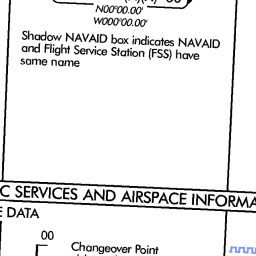 N00°00.00'
W000°00.00'
Shadow NAVAID box indicates NAVAID
and Flight Service Station (FSS) have
same name
SERVICES AND AIRSPACE
DATA
00
Changeover Point